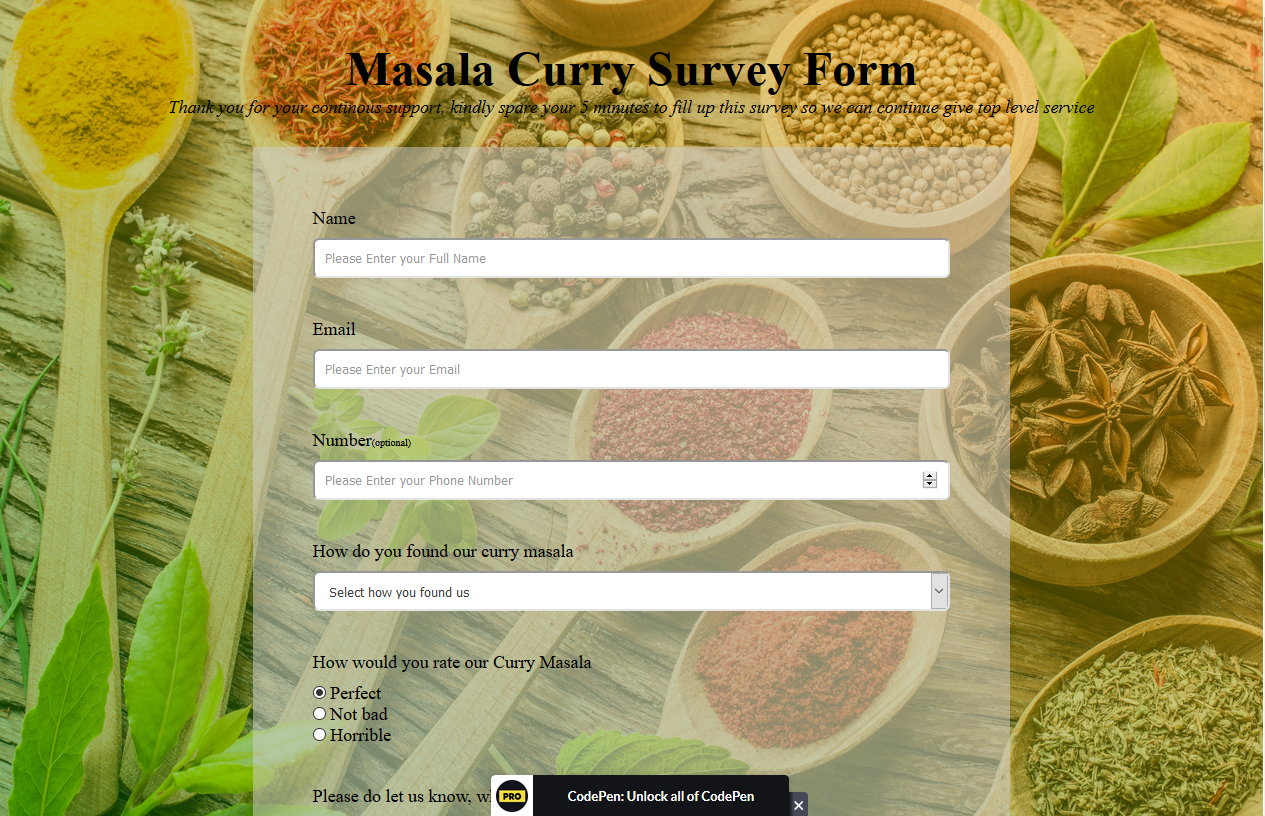 Masala Curry Survey Form
Thank you for your continous support, kindly spare your 5 minutes to fill up this survey so we can continue give top level service
Name
Please Enter your Full Name
Email
Please Enter your Email
Number(optional)
Please Enter your Phone Number
How do you found our curry masala
Select how you found us
How would you rate our Curry Masala
Perfect
Not bad
Horrible
Please do let us know,
PRO
CodePen: Unlock all of CodePen